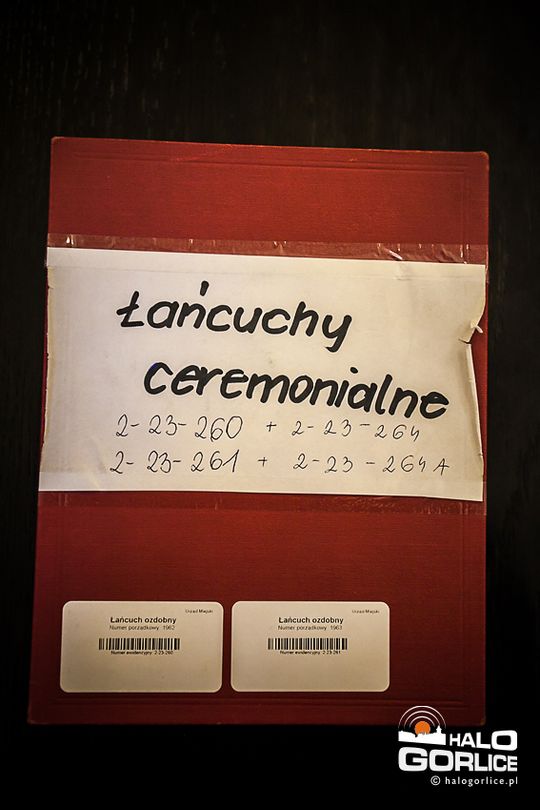 Łańcuchy
ceremonialne
2-23-260 + 2-23-264
2-23-261 + 2-23-264A
Urząd Miejski
Łańcuch ozdobny
Numer porządkowy: 1962
Numer ewidencyjny: 2-23-260
Urząd Miejski
Łańcuch ozdobny
Numer porządkowy: 1963
Numer ewidencyjny: 2-23-261
HALO
GORLICE
© halogorlice.pl